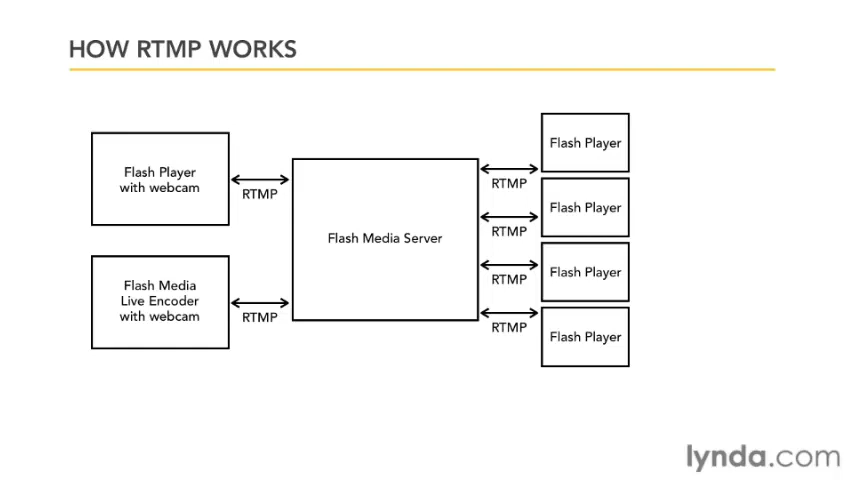 HOW RTMP WORKS
Flash Player
with webcam
RTMP
Flash Media
Live Encoder
with webcam
RTMP
Flash Media Server
RTMP
RTMP
RTMP
RTMP
Flash Player
Flash Player
Flash Player
Flash Player
lynda.com